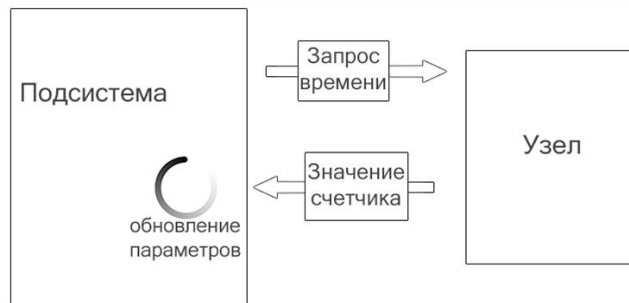 Подсистема
Запрос
времени
Узел
Значение
счетчика
обновление
параметров